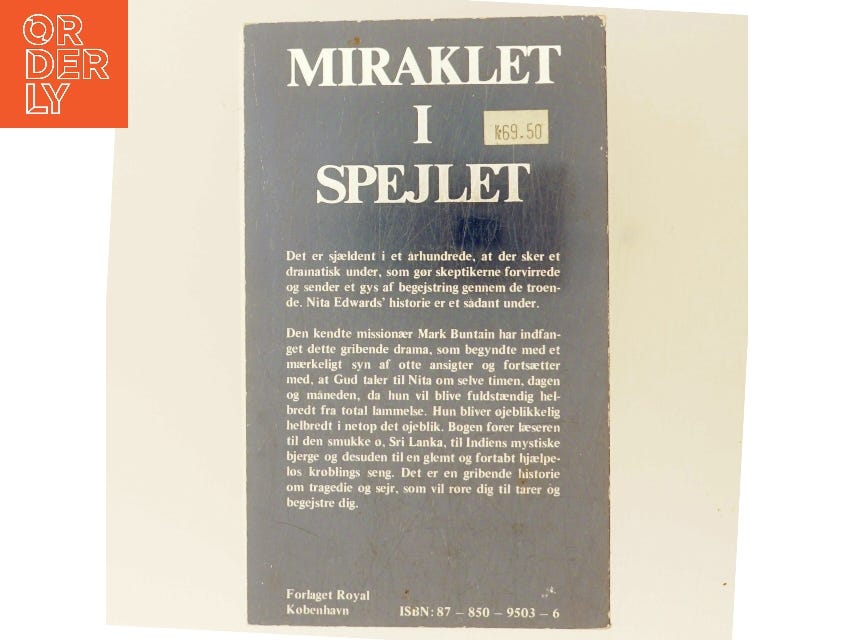 OR
DER
LY
MIRAKLET
I
k69.50
SPEJLET
Det er sjældent i et århundrede, at der sker et
dramatisk under, som gør skeptikerne forvirrede
og sender et gys af begejstring gennem de troen-
de. Nita Edwards' historie er et sådant under.
Den kendte missionær Mark Buntain har indfan-
get dette gribende drama, som begyndte med et
mærkeligt syn af otte ansigter og fortsætter
med, at Gud taler til Nita om selve timen, dagen
og måneden, da hun vil blive fuldstændig hel-
bredt fra total lammelse. Hun bliver øjeblikkelig
helbredt i netop det øjeblik. Bogen fører læseren
til den smukke ø, Sri Lanka, til Indiens mystiske
bjerge og desuden til en glemt og fortabt hjælpe-
løs krøblings seng. Det er en gribende historie
om tragedie og sejr, som vil røre dig til tårer og
begejstre dig.
Forlaget Royal
København
ISBN: 87 – 850 – 9503 – 6